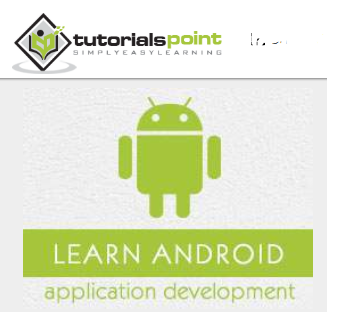 tutorialspoint
SIMPLYEASYLEARNING
LEARN ANDROID
application development